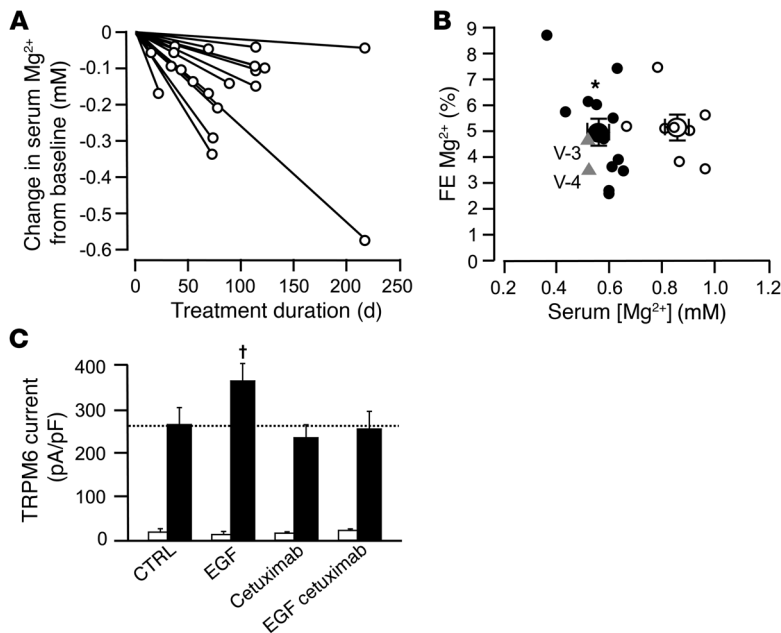 A
Change in serum Mg2+
from baseline (mM)
0
-0.1
-0.2
-0.3
-0.4
-0.5
-0.6
0 50 100 150 200 250
Treatment duration (d)
B
FE Mg2+ (%)
9
8
7
6
5
4
3
2
1
0
*
V-3
V-4
0.2 0.4 0.6 0.8 1.0 1.2
Serum [Mg2+] (mM)
C
TRPM6 current
(pA/pF)
400
300
200
100
0
†
CTRL
EGF
Cetuximab
EGF cetuximab